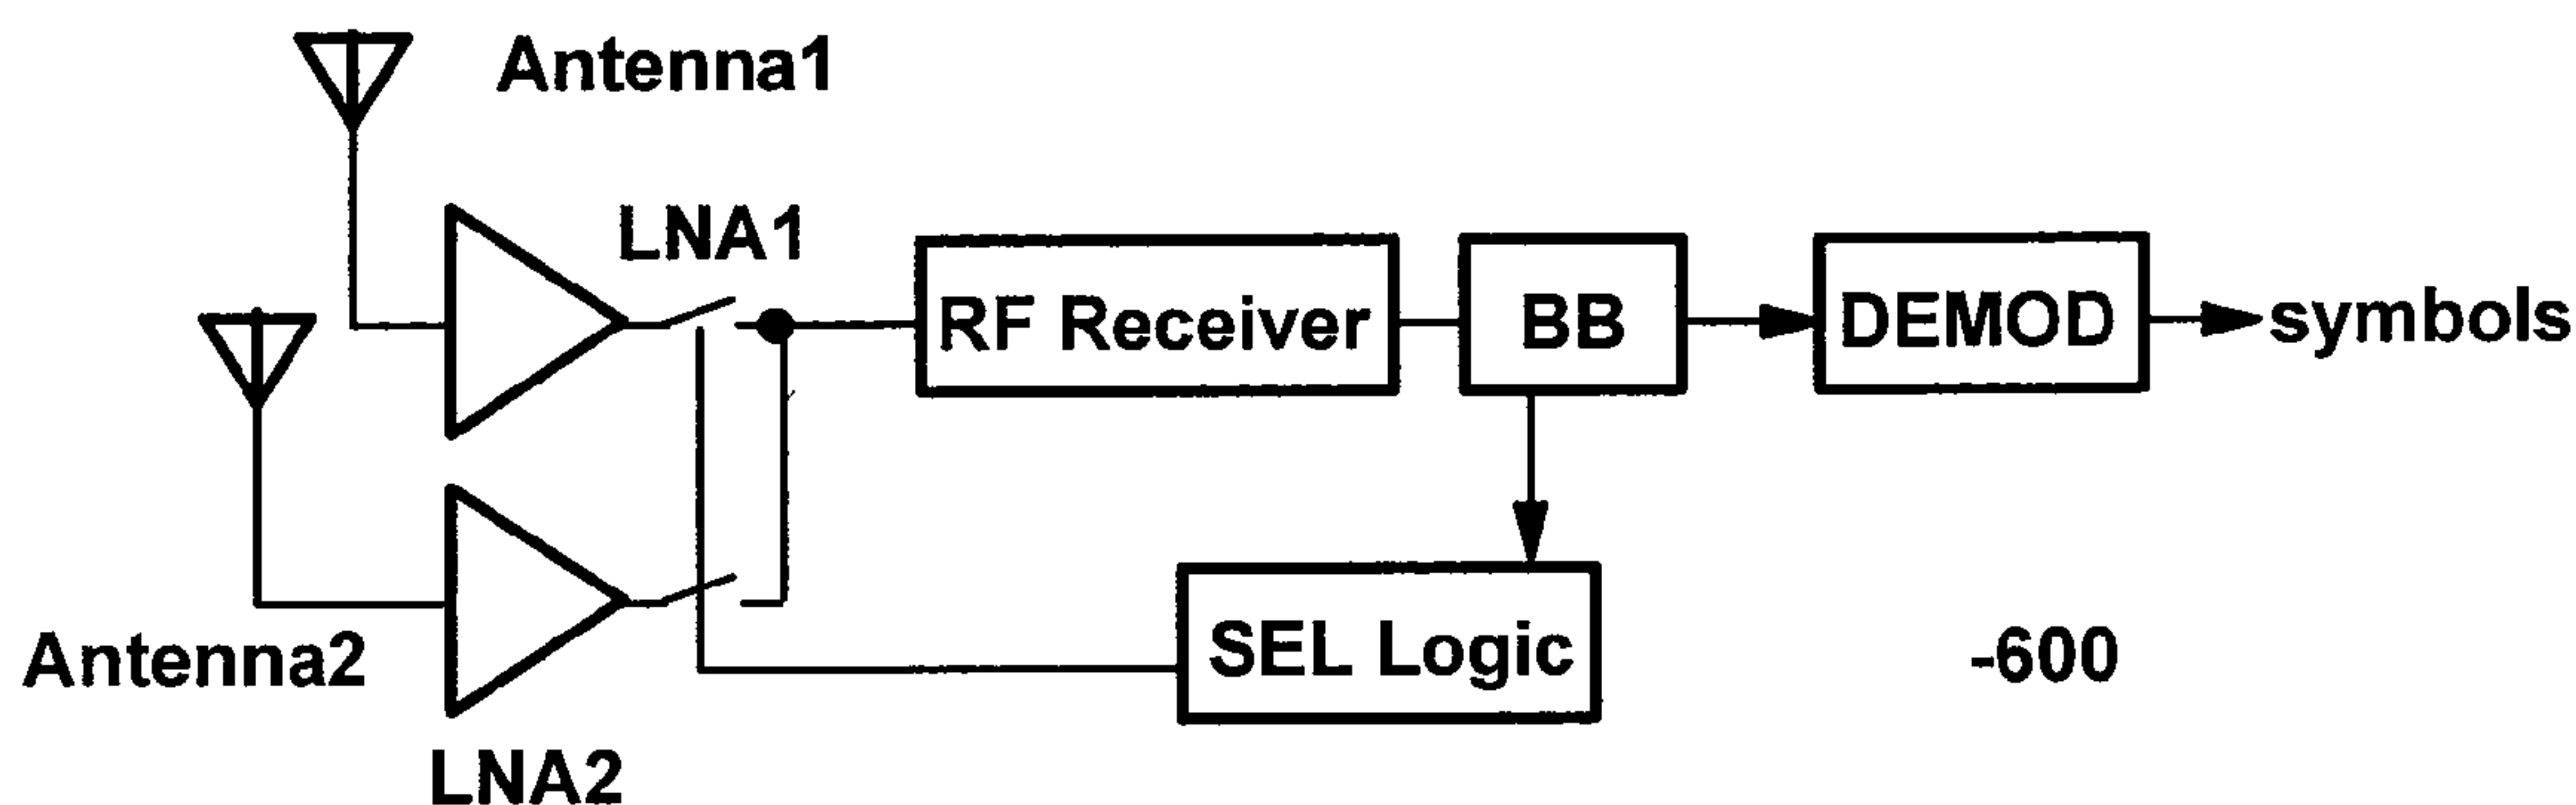 Antenna1
LNA1
RF Receiver
BB
DEMOD
symbols
SEL Logic
-600
Antenna2
LNA2